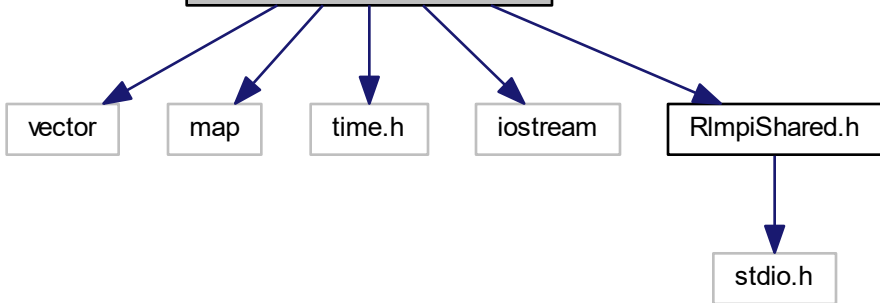 vector
map
time.h
iostream
RlmpiShared.h
stdio.h